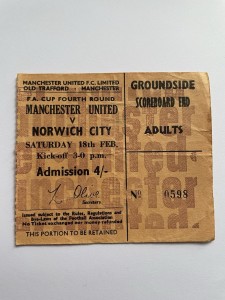 MANCHESTER UNITED F.C. LIMITED
OLD TRAFFORD - MANCHESTER
F.A. CUP FOURTH ROUND
MANCHESTER UNITED
v
NORWICH CITY
SATURDAY 18th FEB.
Kick-off 3-0 p.m.
Admission 4/-
Secretary
Issued subject to the Rules, Regulations and
Bye-Laws of the Football Association.
No Ticket exchanged nor money refunded
THIS PORTION TO BE RETAINED
GROUNDSIDE
SCOREBOARD END
ADULTS
No 0598